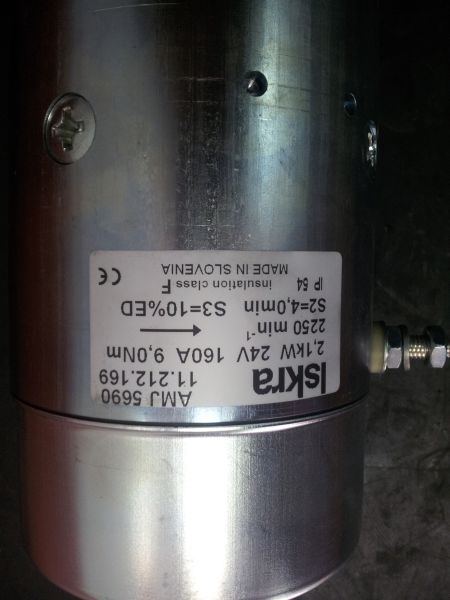 Iskra
AMJ 5690
11.212.169
2,1kW 24V 160A 9,0Nm
2250 min⁻¹
S2=4,0min S3=10%ED
IP 54 insulation class F
MADE IN SLOVENIA
CE